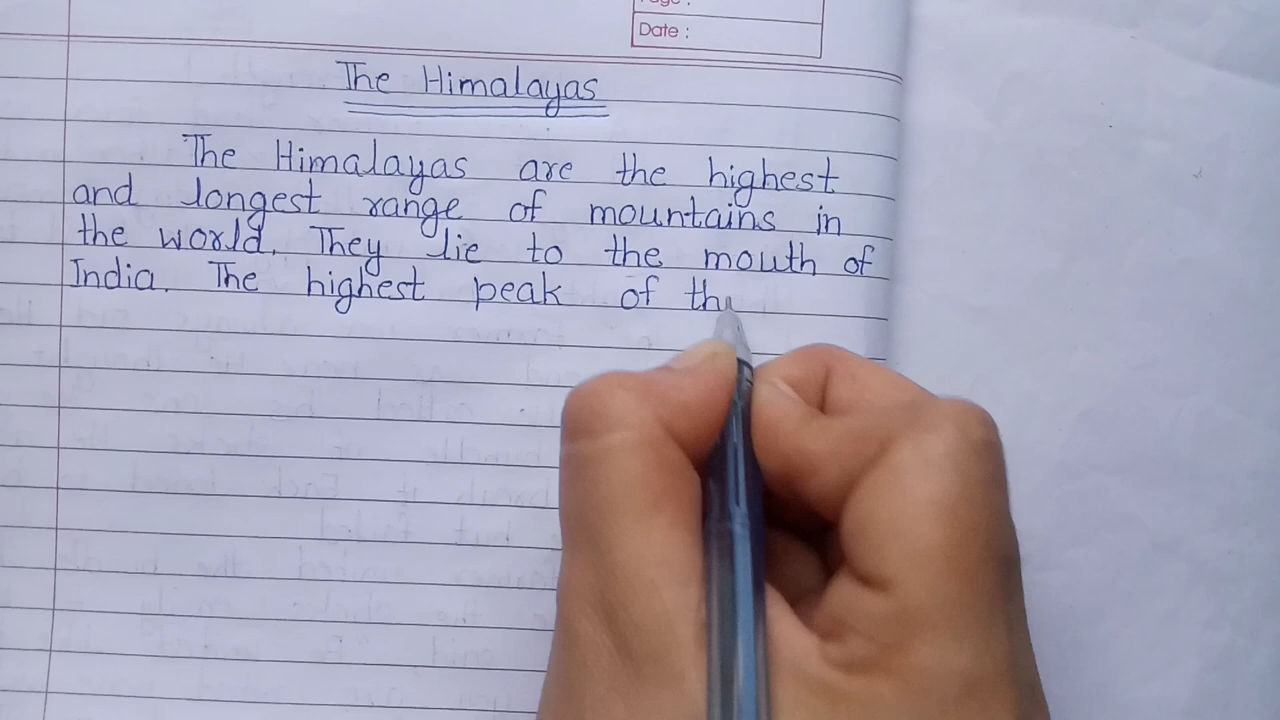 Date :
The Himalayas
The Himalayas are the highest
and longest range of mountains in
the world. They lie to the mouth of
India. The highest peak of th